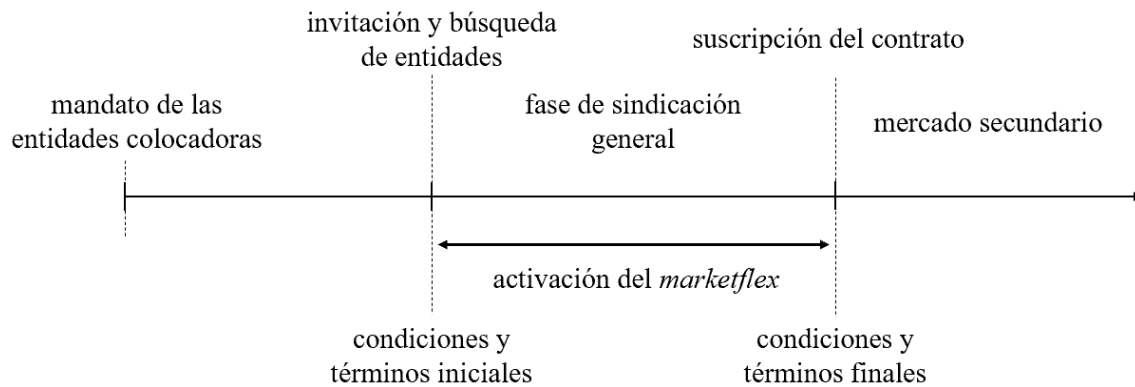 invitación y búsqueda
de entidades
suscripción del contrato
mandato de las
entidades colocadoras
fase de sindicación
general
mercado secundario
activación del marketflex
condiciones y
términos iniciales
condiciones y
términos finales